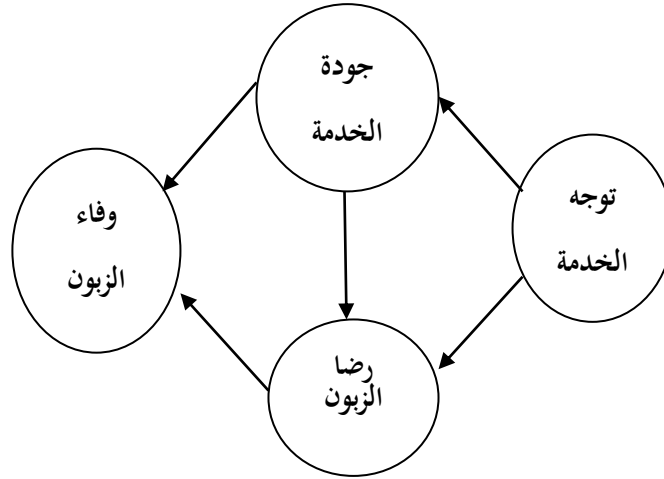 جودة
الخدمة
توجه
الخدمة
وفاء
الزبون
رضا
الزبون